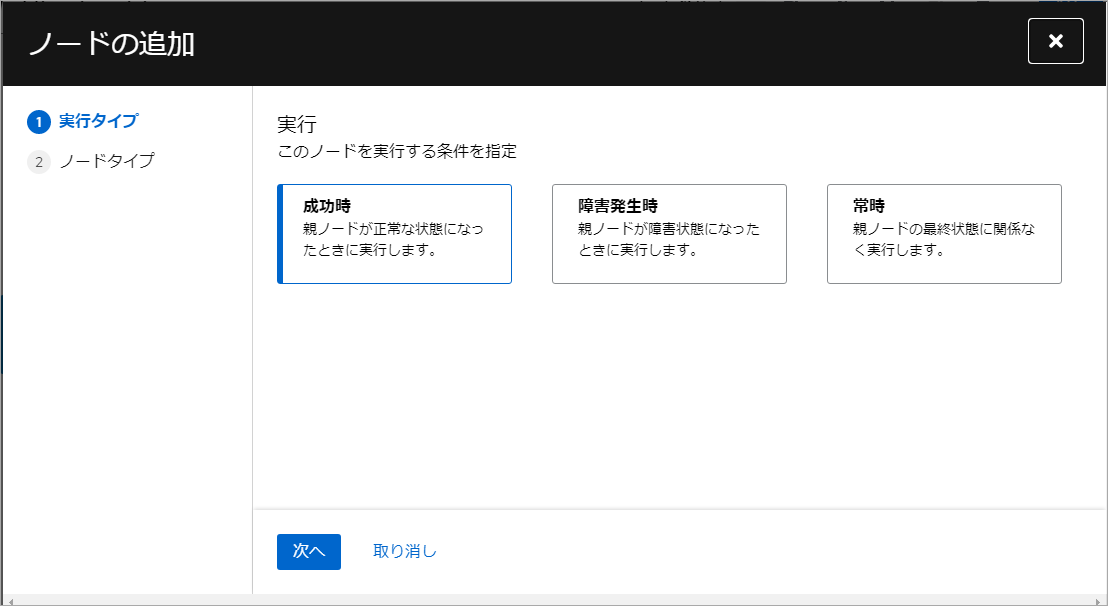 ノードの追加
1 実行タイプ
2 ノードタイプ
実行
このノードを実行する条件を指定
成功時
親ノードが正常な状態になっ
たときに実行します。
障害発生時
親ノードが障害状態になった
ときに実行します。
常時
親ノードの最終状態に関係な
く実行します。
次へ
取り消し